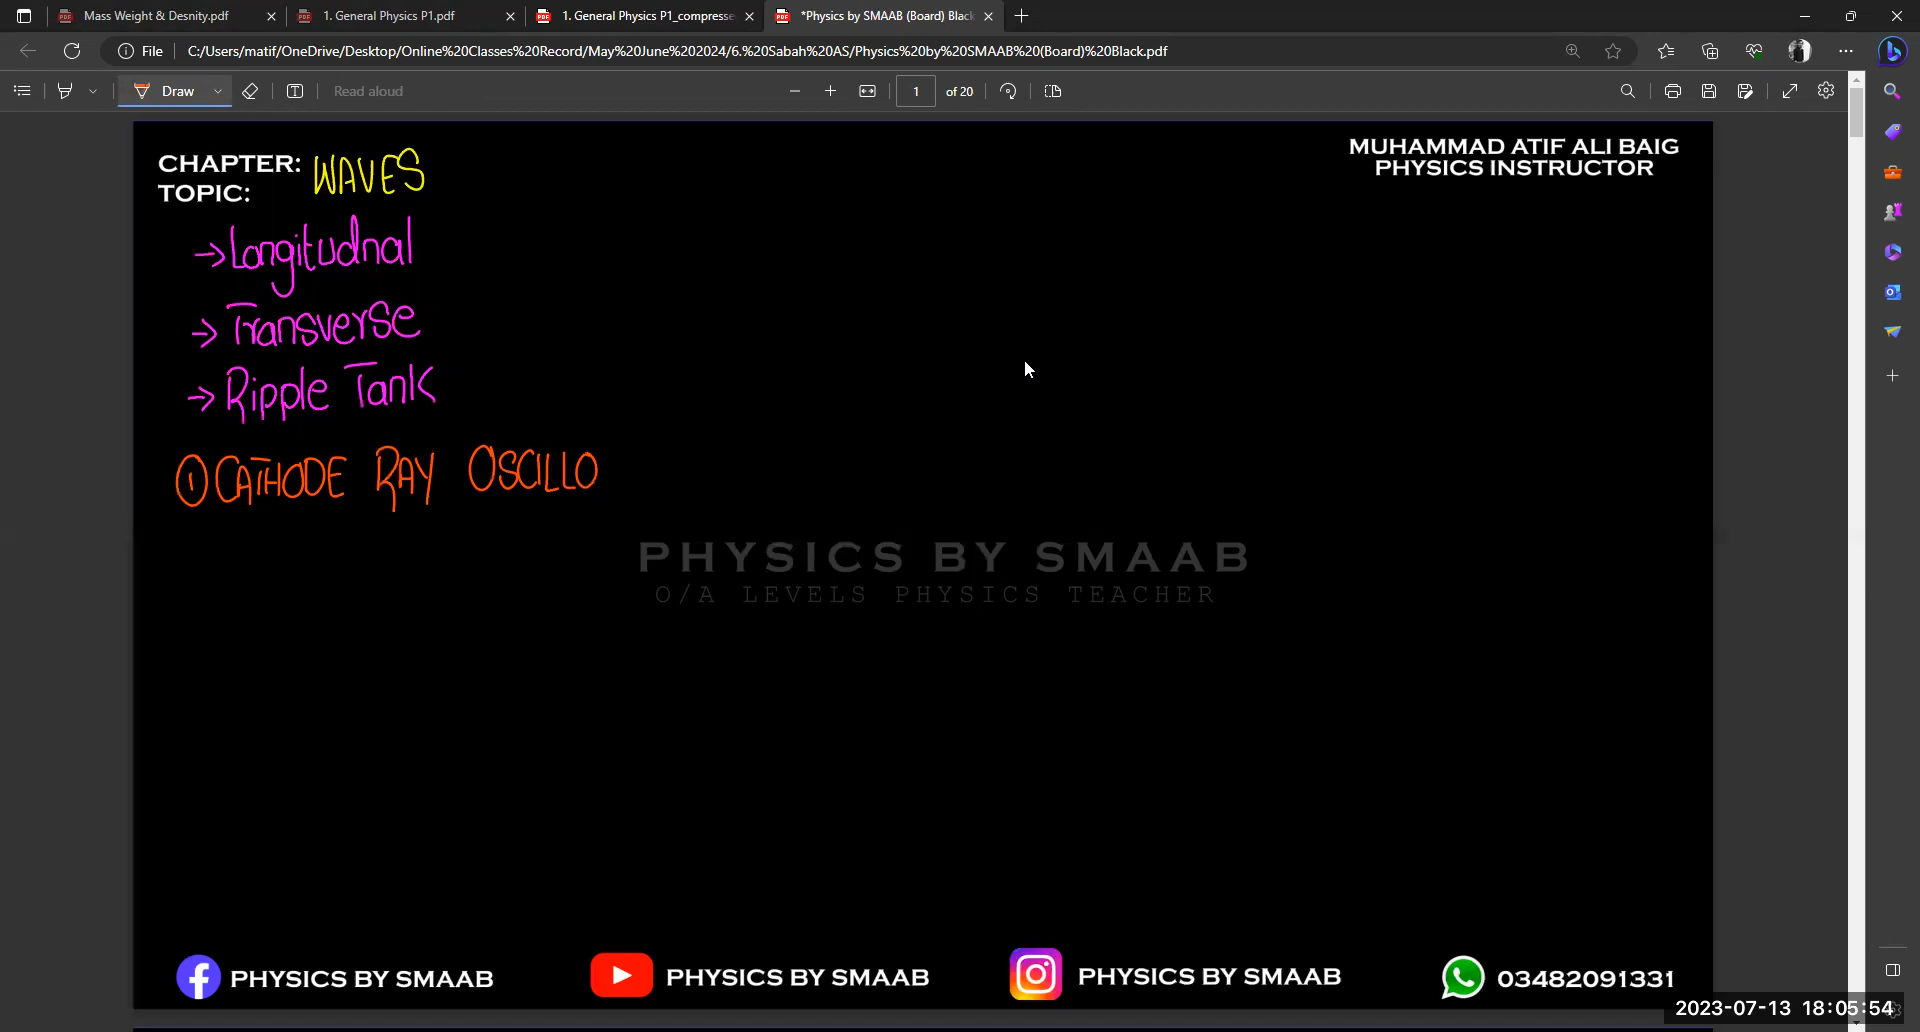 Mass Weight & Desnity.pdf
1. General Physics P1.pdf
1. General Physics P1_compresse
*Physics by SMAAB (Board) Black
File
C:/Users/matif/OneDrive/Desktop/Online%20Classes%20Record/May%20June%202024/6.%20Sabah%20AS/Physics%20by%20SMAAB%20(Board)%20Black.pdf
Draw
Read aloud
1 of 20
CHAPTER: WAVES
TOPIC:
MUHAMMAD ATIF ALI BAIG
PHYSICS INSTRUCTOR
→Longitudnal
→Transverse
→Ripple Tank
① CATHODE RAY OSCILLO
PHYSICS BY SMAAB
O/A LEVELS PHYSICS TEACHER
PHYSICS BY SMAAB
PHYSICS BY SMAAB
PHYSICS BY SMAAB
03482091331
2023-07-13 18:05:54